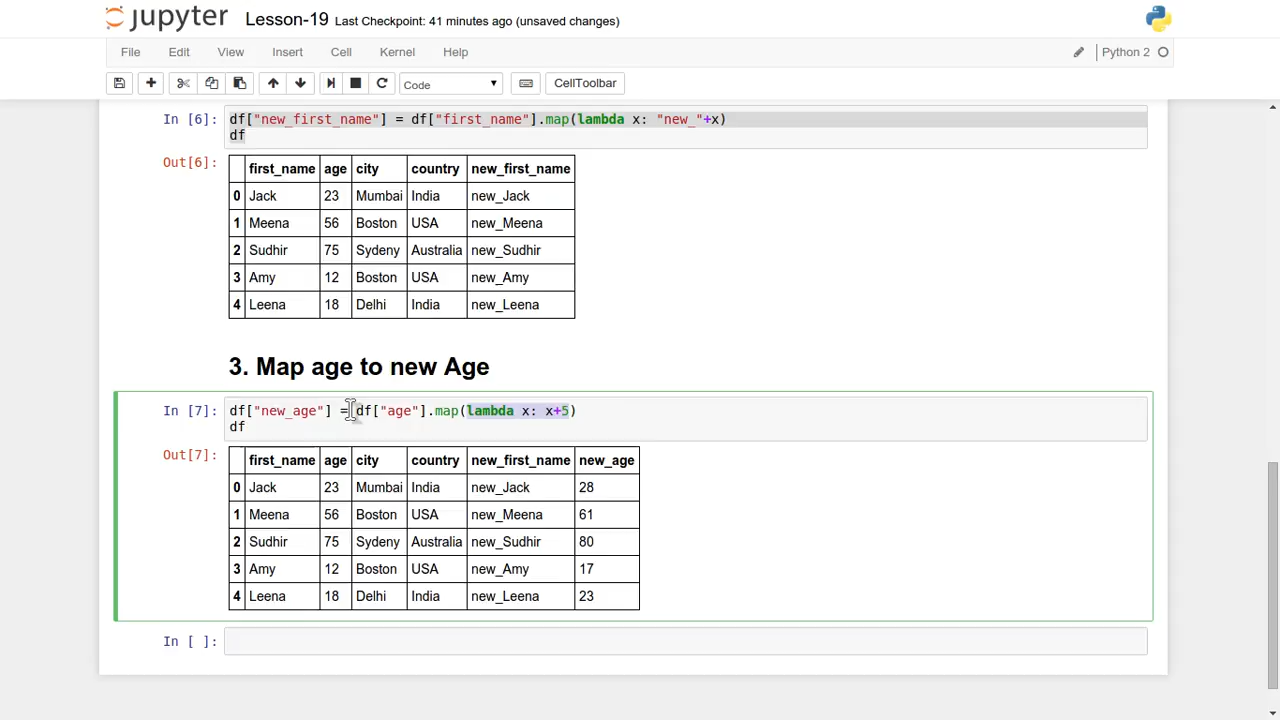 jupyter Lesson-19 Last Checkpoint: 41 minutes ago (unsaved changes)
File Edit View Insert Cell Kernel Help Python 2
Code CellToolbar
In [6]: df["new_first_name"] = df["first_name"].map(lambda x: "new_"+x)
df
Out[6]:
first_name age city country new_first_name
0 Jack 23 Mumbai India new_Jack
1 Meena 56 Boston USA new_Meena
2 Sudhir 75 Sydeny Australia new_Sudhir
3 Amy 12 Boston USA new_Amy
4 Leena 18 Delhi India new_Leena
3. Map age to new Age
In [7]: df["new_age"] = df["age"].map(lambda x: x+5)
df
Out[7]:
first_name age city country new_first_name new_age
0 Jack 23 Mumbai India new_Jack 28
1 Meena 56 Boston USA new_Meena 61
2 Sudhir 75 Sydeny Australia new_Sudhir 80
3 Amy 12 Boston USA new_Amy 17
4 Leena 18 Delhi India new_Leena 23
In [ ]: